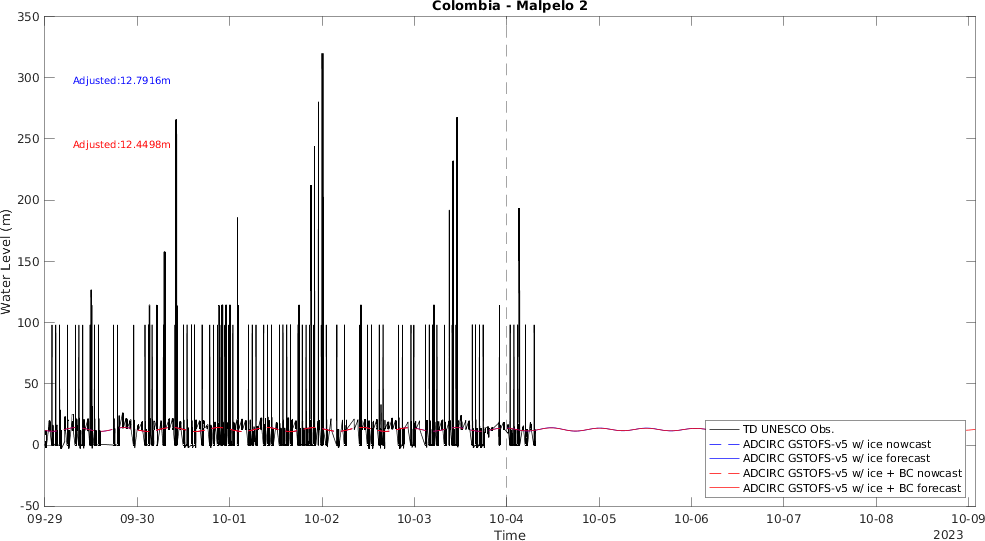 Colombia - Malpelo 2
350
300
250
200
150
100
50
0
-50
Water Level (m)
Adjusted:12.7916m
Adjusted:12.4498m
TD UNESCO Obs.
ADCIRC GSTOFS-v5 w/ ice nowcast
ADCIRC GSTOFS-v5 w/ ice forecast
ADCIRC GSTOFS-v5 w/ ice + BC nowcast
ADCIRC GSTOFS-v5 w/ ice + BC forecast
09-29 09-30 10-01 10-02 10-03 10-04 10-05 10-06 10-07 10-08 10-09
Time
2023